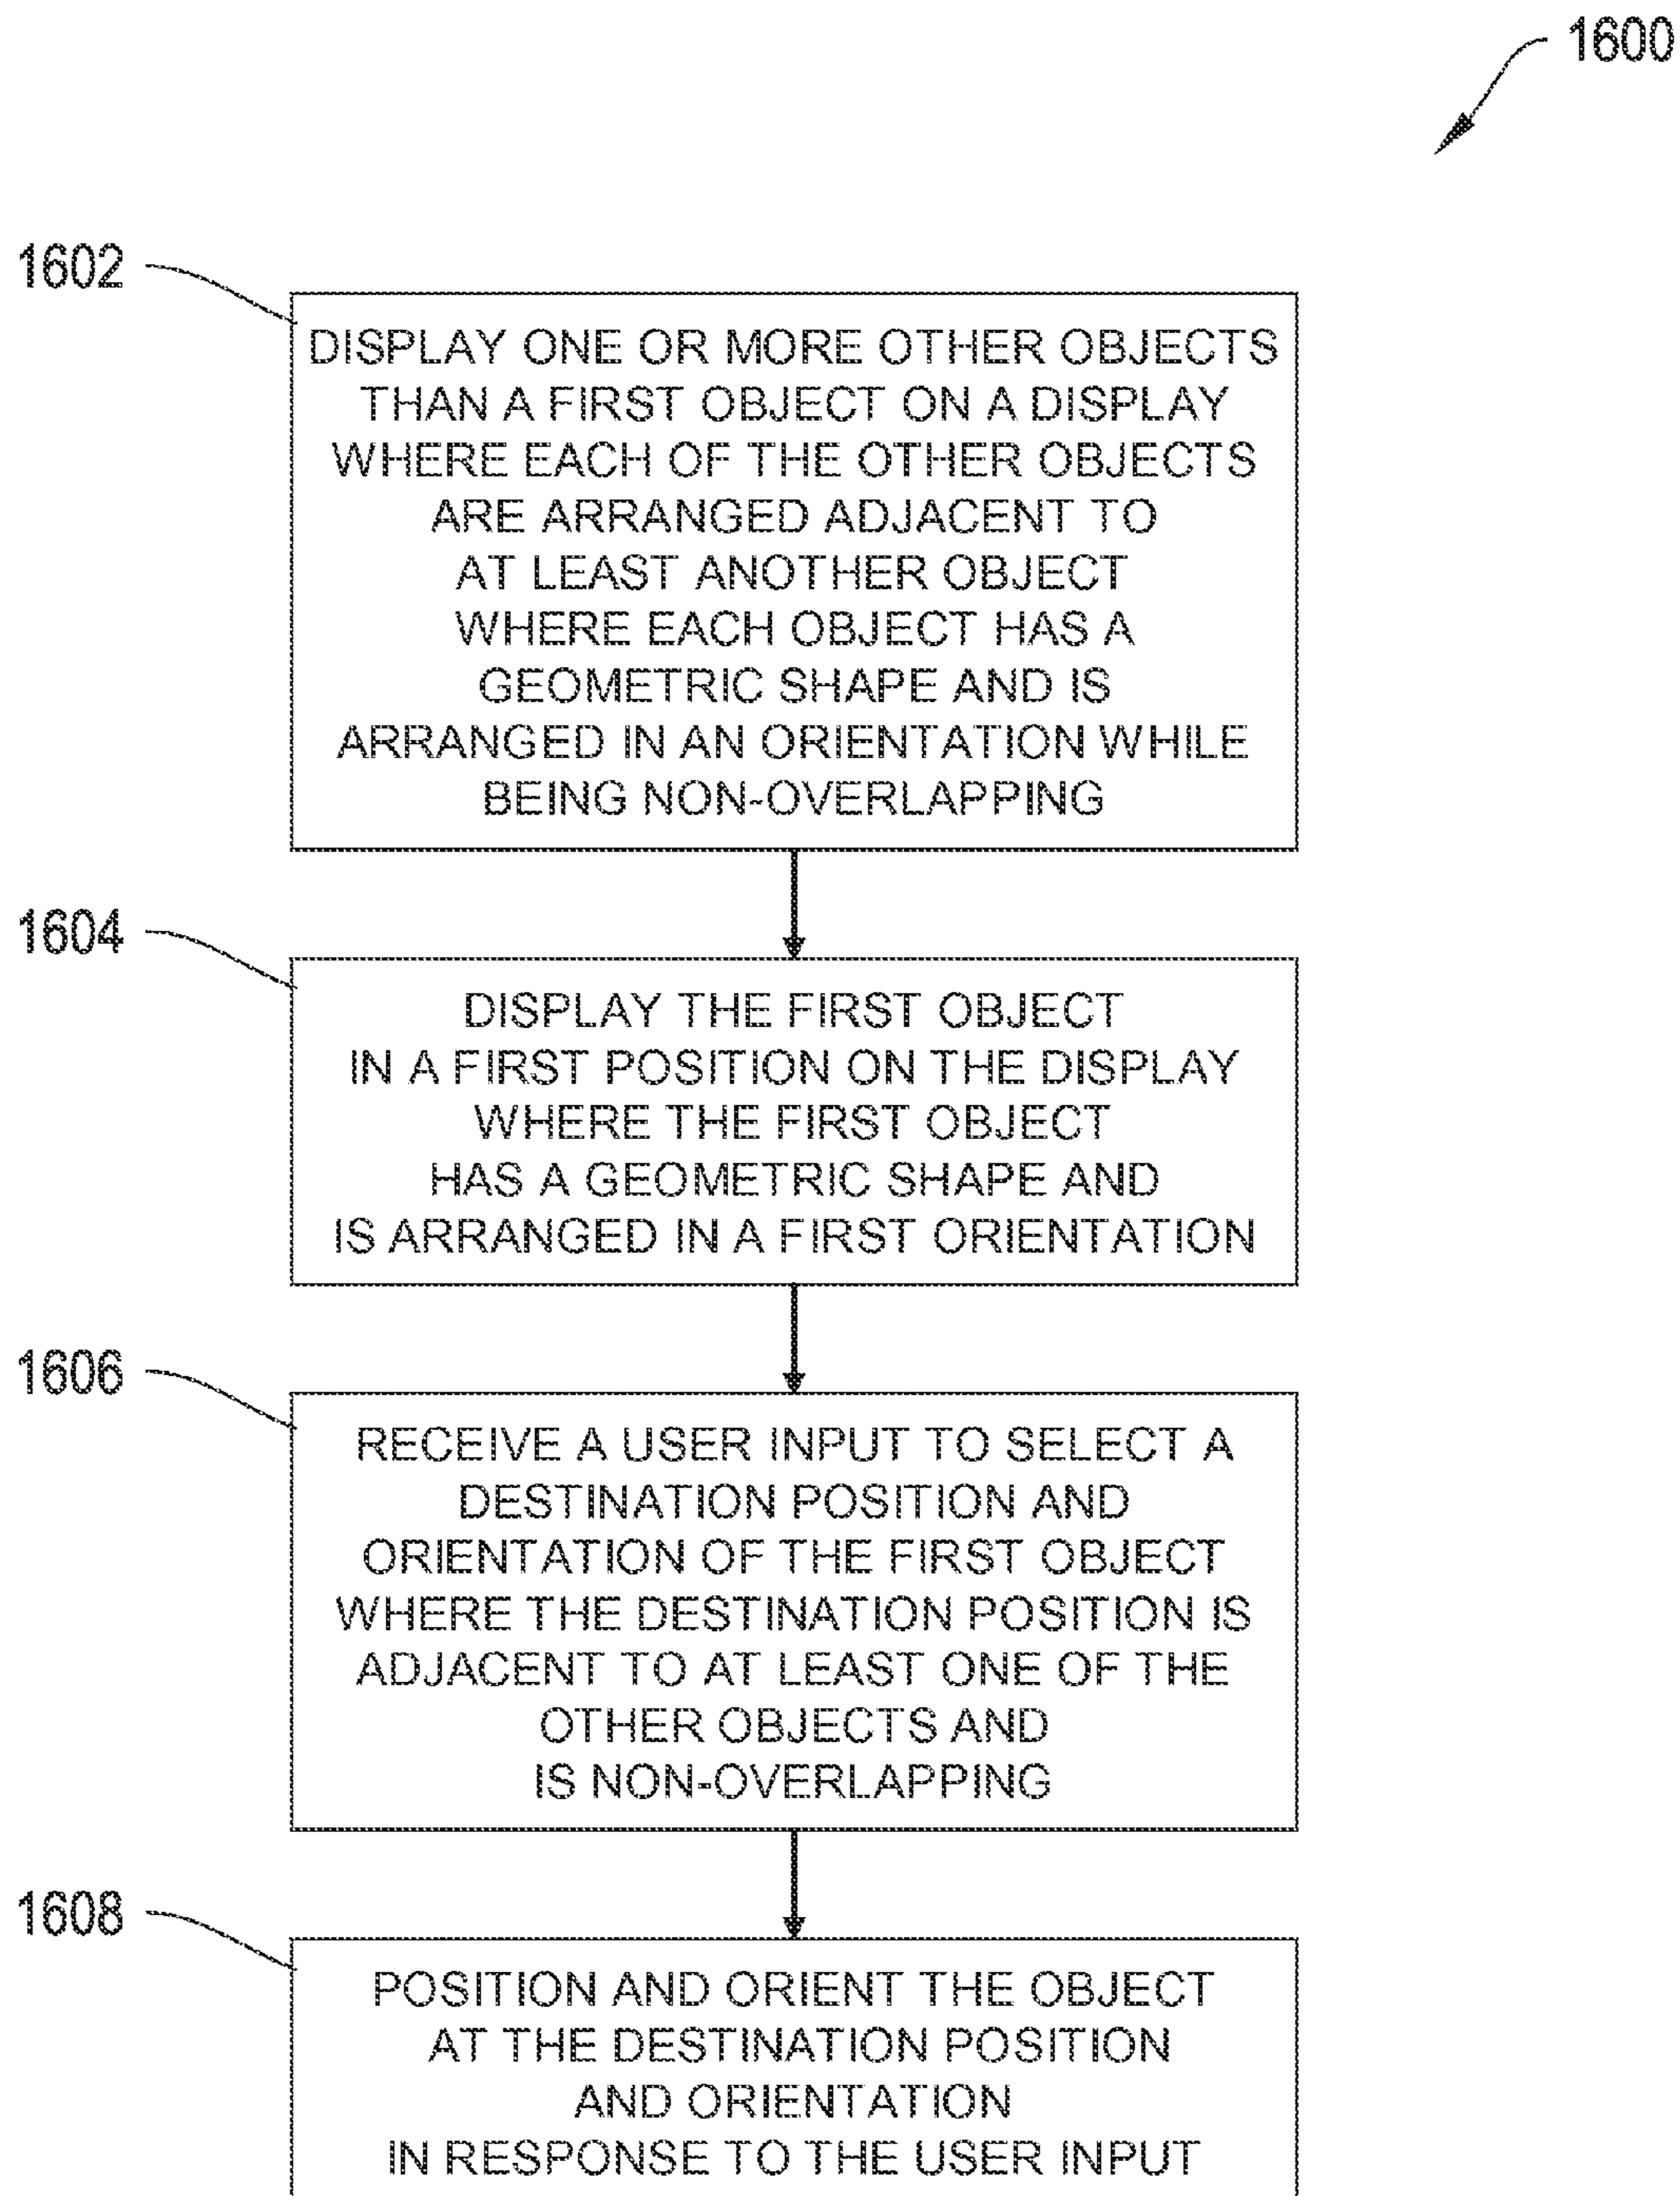 1600
1602
DISPLAY ONE OR MORE OTHER OBJECTS
THAN A FIRST OBJECT ON A DISPLAY
WHERE EACH OF THE OTHER OBJECTS
ARE ARRANGED ADJACENT TO
AT LEAST ANOTHER OBJECT
WHERE EACH OBJECT HAS A
GEOMETRIC SHAPE AND IS
ARRANGED IN AN ORIENTATION WHILE
BEING NON-OVERLAPPING
1604
DISPLAY THE FIRST OBJECT
IN A FIRST POSITION ON THE DISPLAY
WHERE THE FIRST OBJECT
HAS A GEOMETRIC SHAPE AND
IS ARRANGED IN A FIRST ORIENTATION
1606
RECEIVE A USER INPUT TO SELECT A
DESTINATION POSITION AND
ORIENTATION OF THE FIRST OBJECT
WHERE THE DESTINATION POSITION IS
ADJACENT TO AT LEAST ONE OF THE
OTHER OBJECTS AND
IS NON-OVERLAPPING
1608
POSITION AND ORIENT THE OBJECT
AT THE DESTINATION POSITION
AND ORIENTATION
IN RESPONSE TO THE USER INPUT